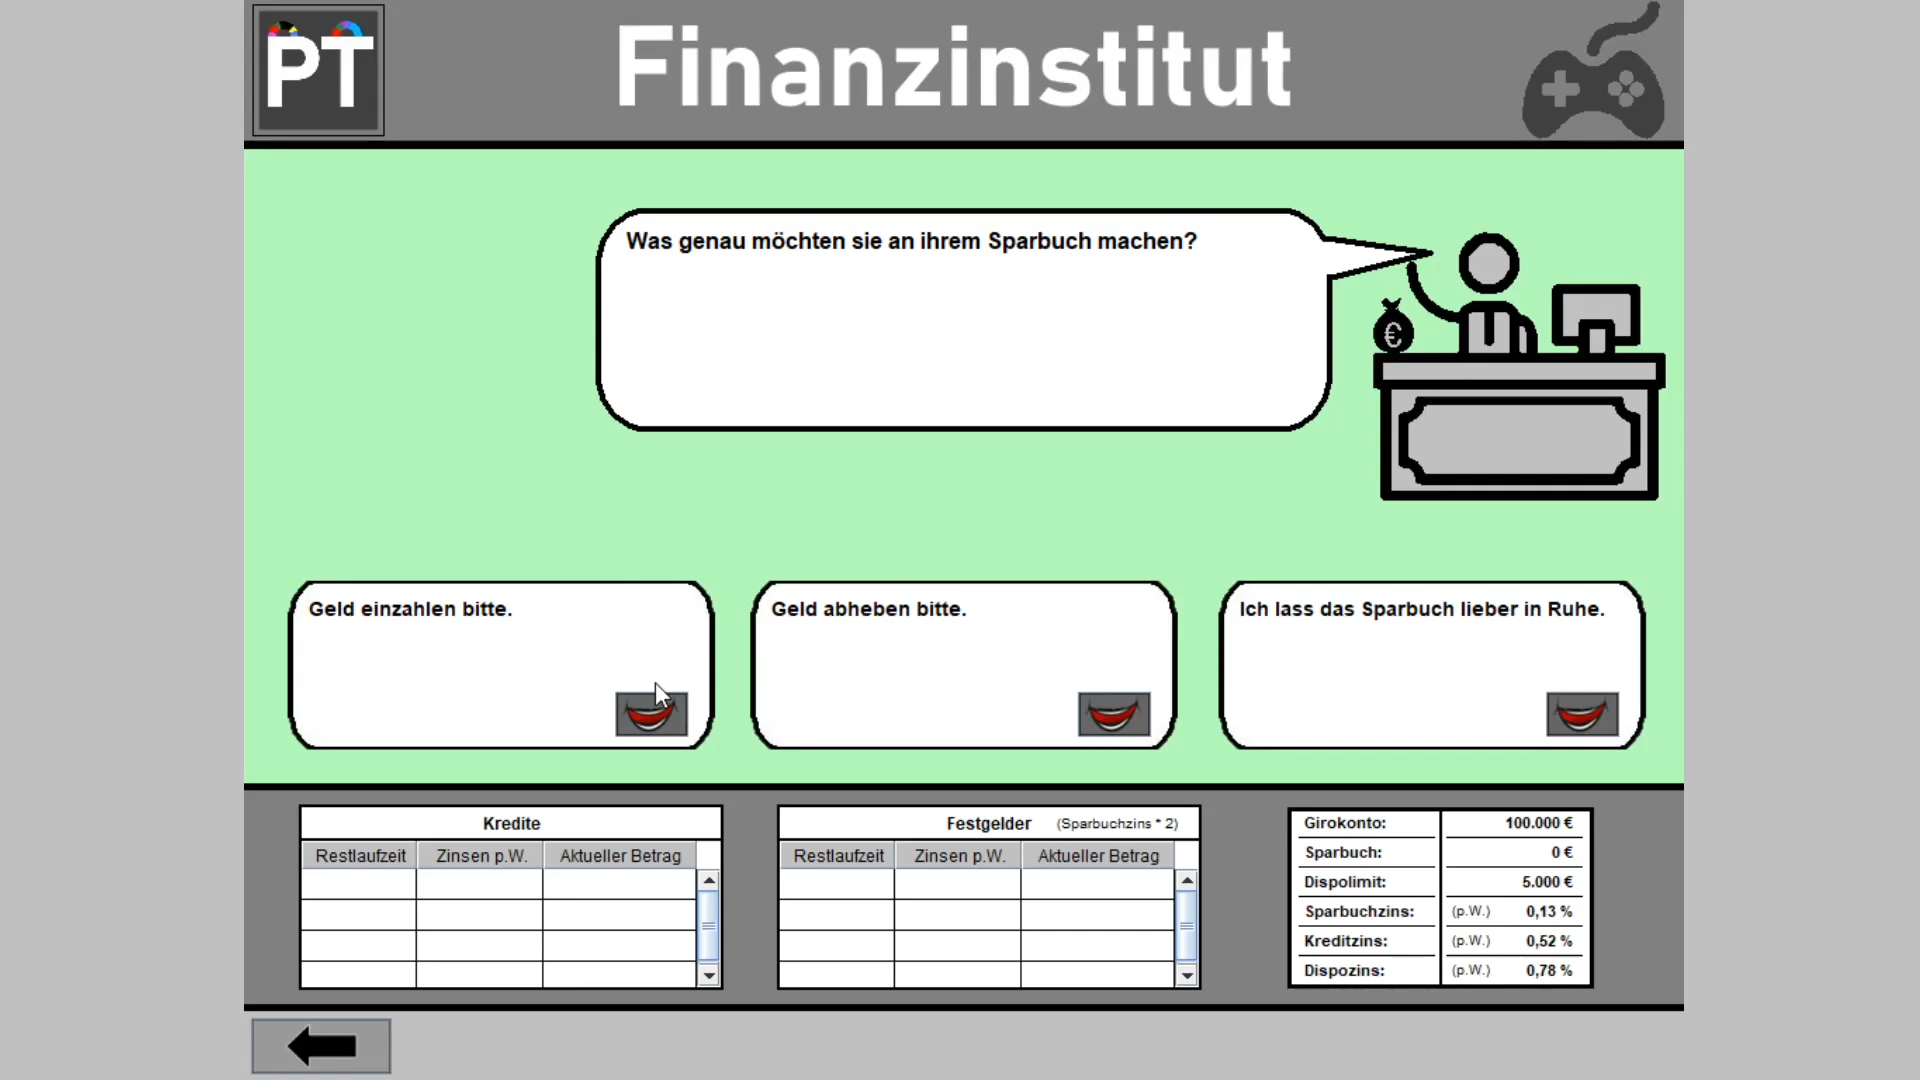 PT
Finanzinstitut
Was genau möchten sie an ihrem Sparbuch machen?
€
Geld einzahlen bitte.
Geld abheben bitte.
Ich lass das Sparbuch lieber in Ruhe.
Kredite
Restlaufzeit Zinsen p.W. Aktueller Betrag
Festgelder (Sparbuchzins * 2)
Restlaufzeit Zinsen p.W. Aktueller Betrag
Girokonto: 100.000 €
Sparbuch: 0 €
Dispolimit: 5.000 €
Sparbuchzins: (p.W.) 0,13 %
Kreditzins: (p.W.) 0,52 %
Dispozins: (p.W.) 0,78 %